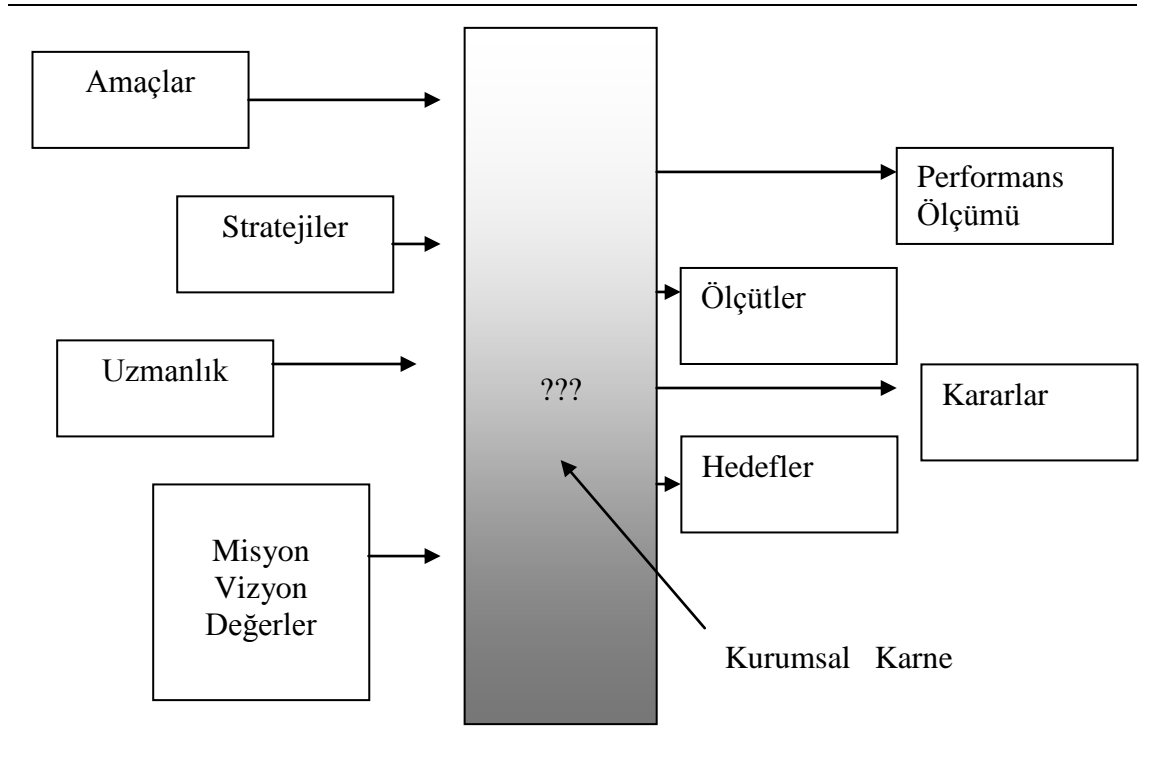 Amaçlar
Stratejiler
Uzmanlık
Misyon
Vizyon
Değerler
???
Performans
Ölçümü
Ölçütler
Kararlar
Hedefler
Kurumsal Karne